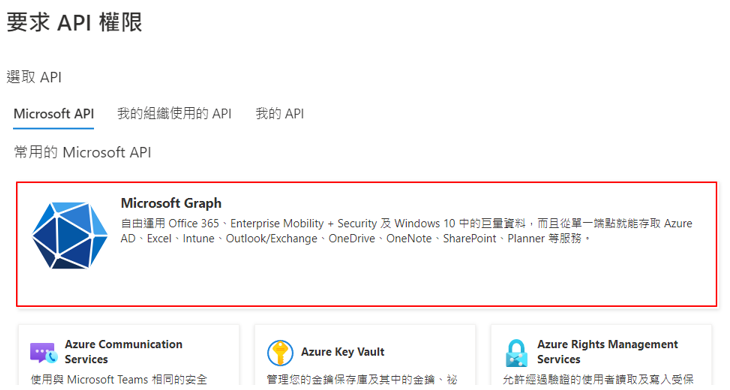 要求 API 權限
選取 API
Microsoft API 我的組織使用的 API 我的 API
常用的 Microsoft API
Microsoft Graph
自由運用 Office 365、Enterprise Mobility + Security 及 Windows 10 中的巨量資料，而且從單一端點就能存取 Azure
AD、Excel、Intune、Outlook/Exchange、OneDrive、OneNote、SharePoint、Planner 等服務。
Azure Communication
Services
使用與 Microsoft Teams 相同的安全
Azure Key Vault
管理您的金鑰保存庫及其中的金鑰、祕
Azure Rights Management
Services
允許經過驗證的使用者讀取及寫入受保